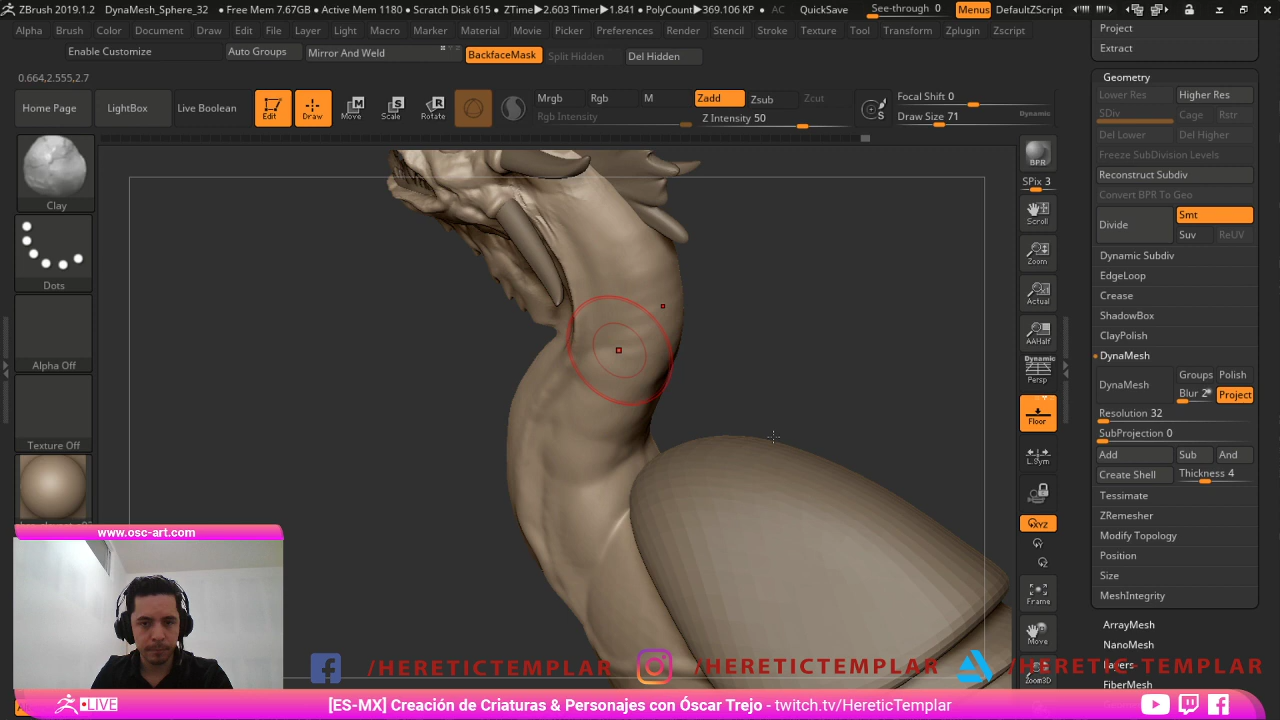 ZBrush 2019.1.2 DynaMesh_Sphere_32 • Free Mem 7.67GB • Active Mem 1180 • Scratch Disk 615 • ZTime▶2.603 Timer▶1.841 • PolyCount▶369.106 KP • AC QuickSave See-through 0 Menus DefaultZScript
Alpha Brush Color Document Draw Edit File Layer Light Macro Marker Material Movie Picker Preferences Render Stencil Stroke Texture Tool Transform Zplugin Zscript
Enable Customize Auto Groups Mirror And Weld BackfaceMask Split Hidden Del Hidden
0.664,2.555,2.7
Home Page LightBox Live Boolean Edit Draw Move Scale Rotate
Mrgb Rgb M Zadd Zsub Zcut
Rgb Intensity Z Intensity 50
Focal Shift 0
Draw Size 71 Dynamic
Clay
Dots
Alpha Off
Texture Off
BPR
SPix 3
Scroll
Zoom
Actual
AAHalf
Dynamic
Persp
Floor
L.Sym
XYZ
Frame
Move
Zoom3D
Project
Extract
Geometry
Lower Res Higher Res
SDiv Cage Rstr
Del Lower Del Higher
Freeze SubDivision Levels
Reconstruct Subdiv
Convert BPR To Geo
Divide Smt
Suv ReUV
Dynamic Subdiv
EdgeLoop
Crease
ShadowBox
ClayPolish
DynaMesh
DynaMesh Groups Polish
Blur 2 Project
Resolution 32
SubProjection 0
Add Sub And
Create Shell Thickness 4
Tessimate
ZRemesher
Modify Topology
Position
Size
MeshIntegrity
ArrayMesh
NanoMesh
Layers
FiberMesh
www.osc-art.com
/HERETICTEMPLAR /HERETICTEMPLAR /HERETIC-TEMPLAR
LIVE [ES-MX] Creación de Criaturas & Personajes con Óscar Trejo - twitch.tv/HereticTemplar